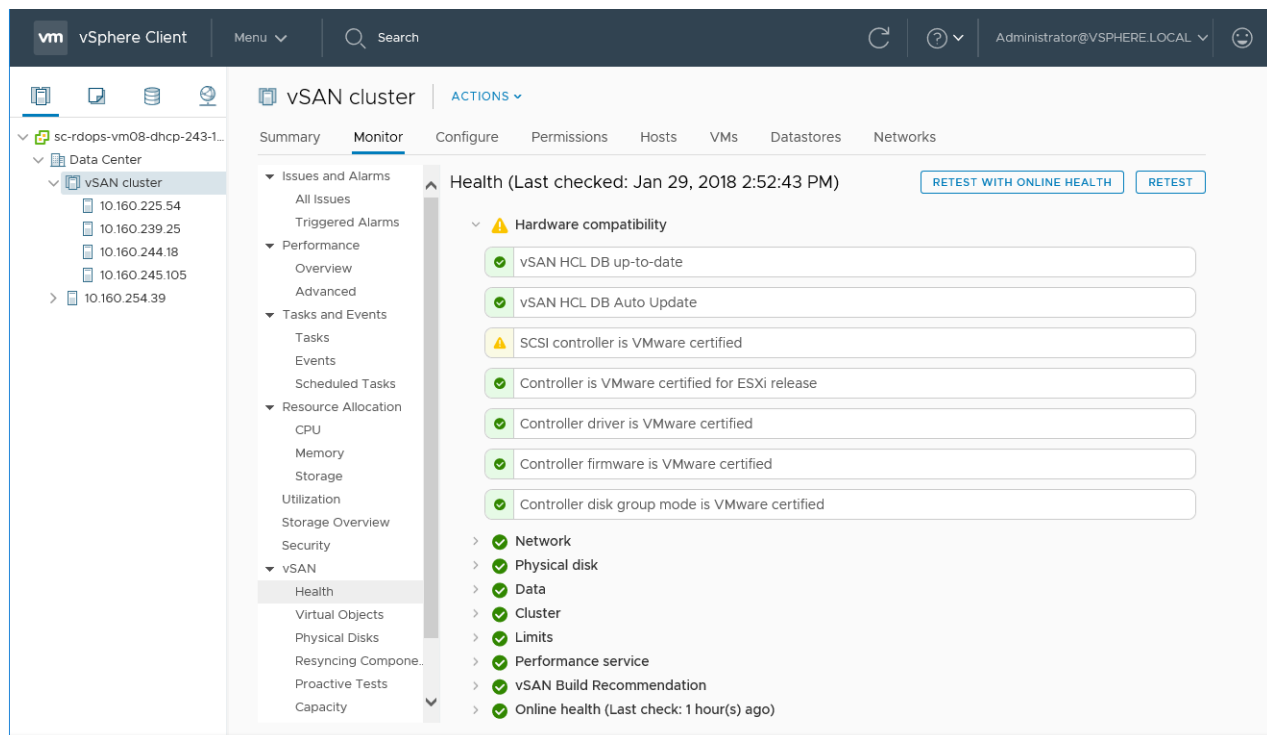 vm vSphere Client Menu Search Administrator@VSPHERE.LOCAL
sc-rdops-vm08-dhcp-243-1...
Data Center
vSAN cluster
10.160.225.54
10.160.239.25
10.160.244.18
10.160.245.105
10.160.254.39
vSAN cluster ACTIONS
Summary Monitor Configure Permissions Hosts VMs Datastores Networks
Issues and Alarms
All Issues
Triggered Alarms
Performance
Overview
Advanced
Tasks and Events
Tasks
Events
Scheduled Tasks
Resource Allocation
CPU
Memory
Storage
Utilization
Storage Overview
Security
vSAN
Health
Virtual Objects
Physical Disks
Resyncing Compone..
Proactive Tests
Capacity
Health (Last checked: Jan 29, 2018 2:52:43 PM) RETEST WITH ONLINE HEALTH RETEST
Hardware compatibility
vSAN HCL DB up-to-date
vSAN HCL DB Auto Update
SCSI controller is VMware certified
Controller is VMware certified for ESXi release
Controller driver is VMware certified
Controller firmware is VMware certified
Controller disk group mode is VMware certified
Network
Physical disk
Data
Cluster
Limits
Performance service
vSAN Build Recommendation
Online health (Last check: 1 hour(s) ago)